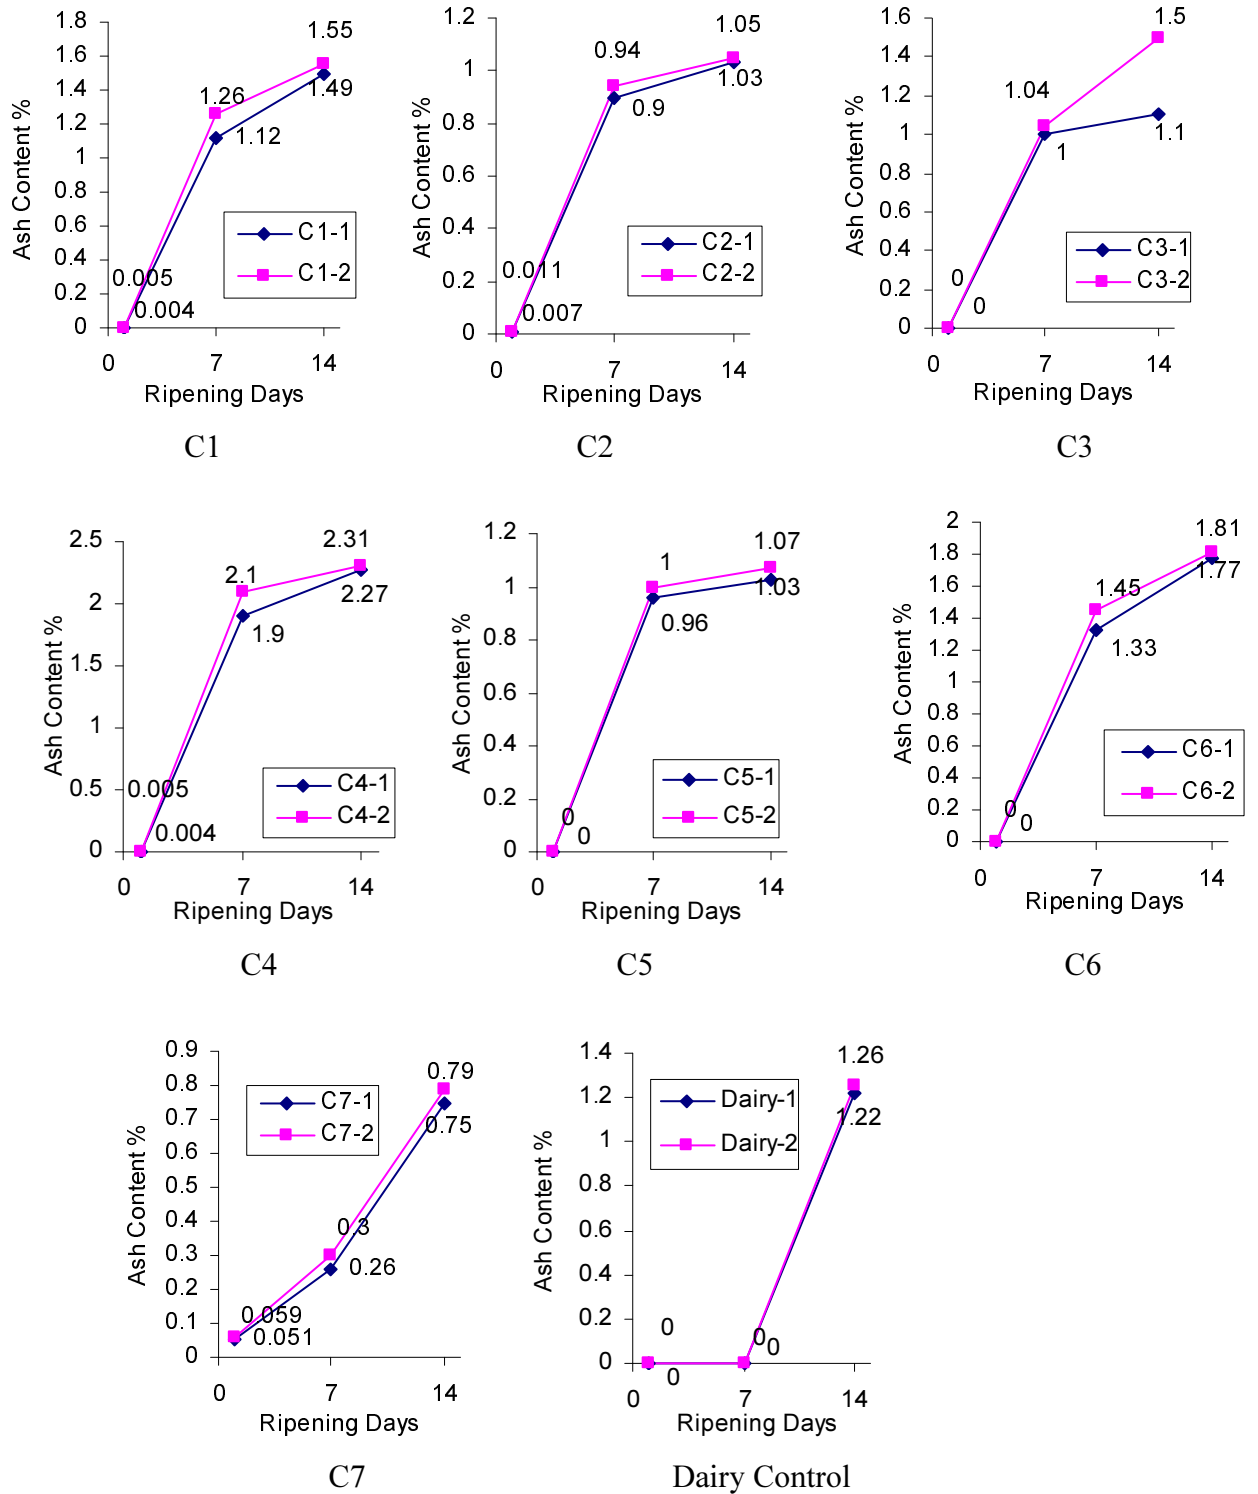 1.8
1.6
1.4
1.2
1
0.8
0.6
0.4
0.2
0
Ash Content %
1.55
1.26
1.49
1.12
C1-1
C1-2
0.005
0.004
0 7 14
Ripening Days
C1
1.2
1
0.8
0.6
0.4
0.2
0
Ash Content %
1.05
0.94
1.03
0.9
C2-1
C2-2
0.011
0.007
0 7 14
Ripening Days
C2
1.6
1.4
1.2
1
0.8
0.6
0.4
0.2
0
Ash Content %
1.5
1.04
1.1
1
C3-1
C3-2
0
0
0 7 14
Ripening Days
C3
2.5
2
1.5
1
0.5
0
Ash Content %
2.31
2.1
2.27
1.9
C4-1
C4-2
0.005
0.004
0 7 14
Ripening Days
C4
1.2
1
0.8
0.6
0.4
0.2
0
Ash Content %
1.07
1
1.03
0.96
C5-1
C5-2
0
0
0 7 14
Ripening Days
C5
2
1.8
1.6
1.4
1.2
1
0.8
0.6
0.4
0.2
0
Ash Content %
1.81
1.77
1.45
1.33
C6-1
C6-2
0
0
0 7 14
Ripening Days
C6
0.9
0.8
0.7
0.6
0.5
0.4
0.3
0.2
0.1
0
Ash Content %
C7-1
C7-2
0.79
0.75
0.3
0.26
0.059
0.051
0 7 14
Ripening Days
C7
1.4
1.2
1
0.8
0.6
0.4
0.2
0
Ash Content %
1.26
Dairy-1
1.22
Dairy-2
0
0
0
0
0 7 14
Ripening Days
Dairy Control